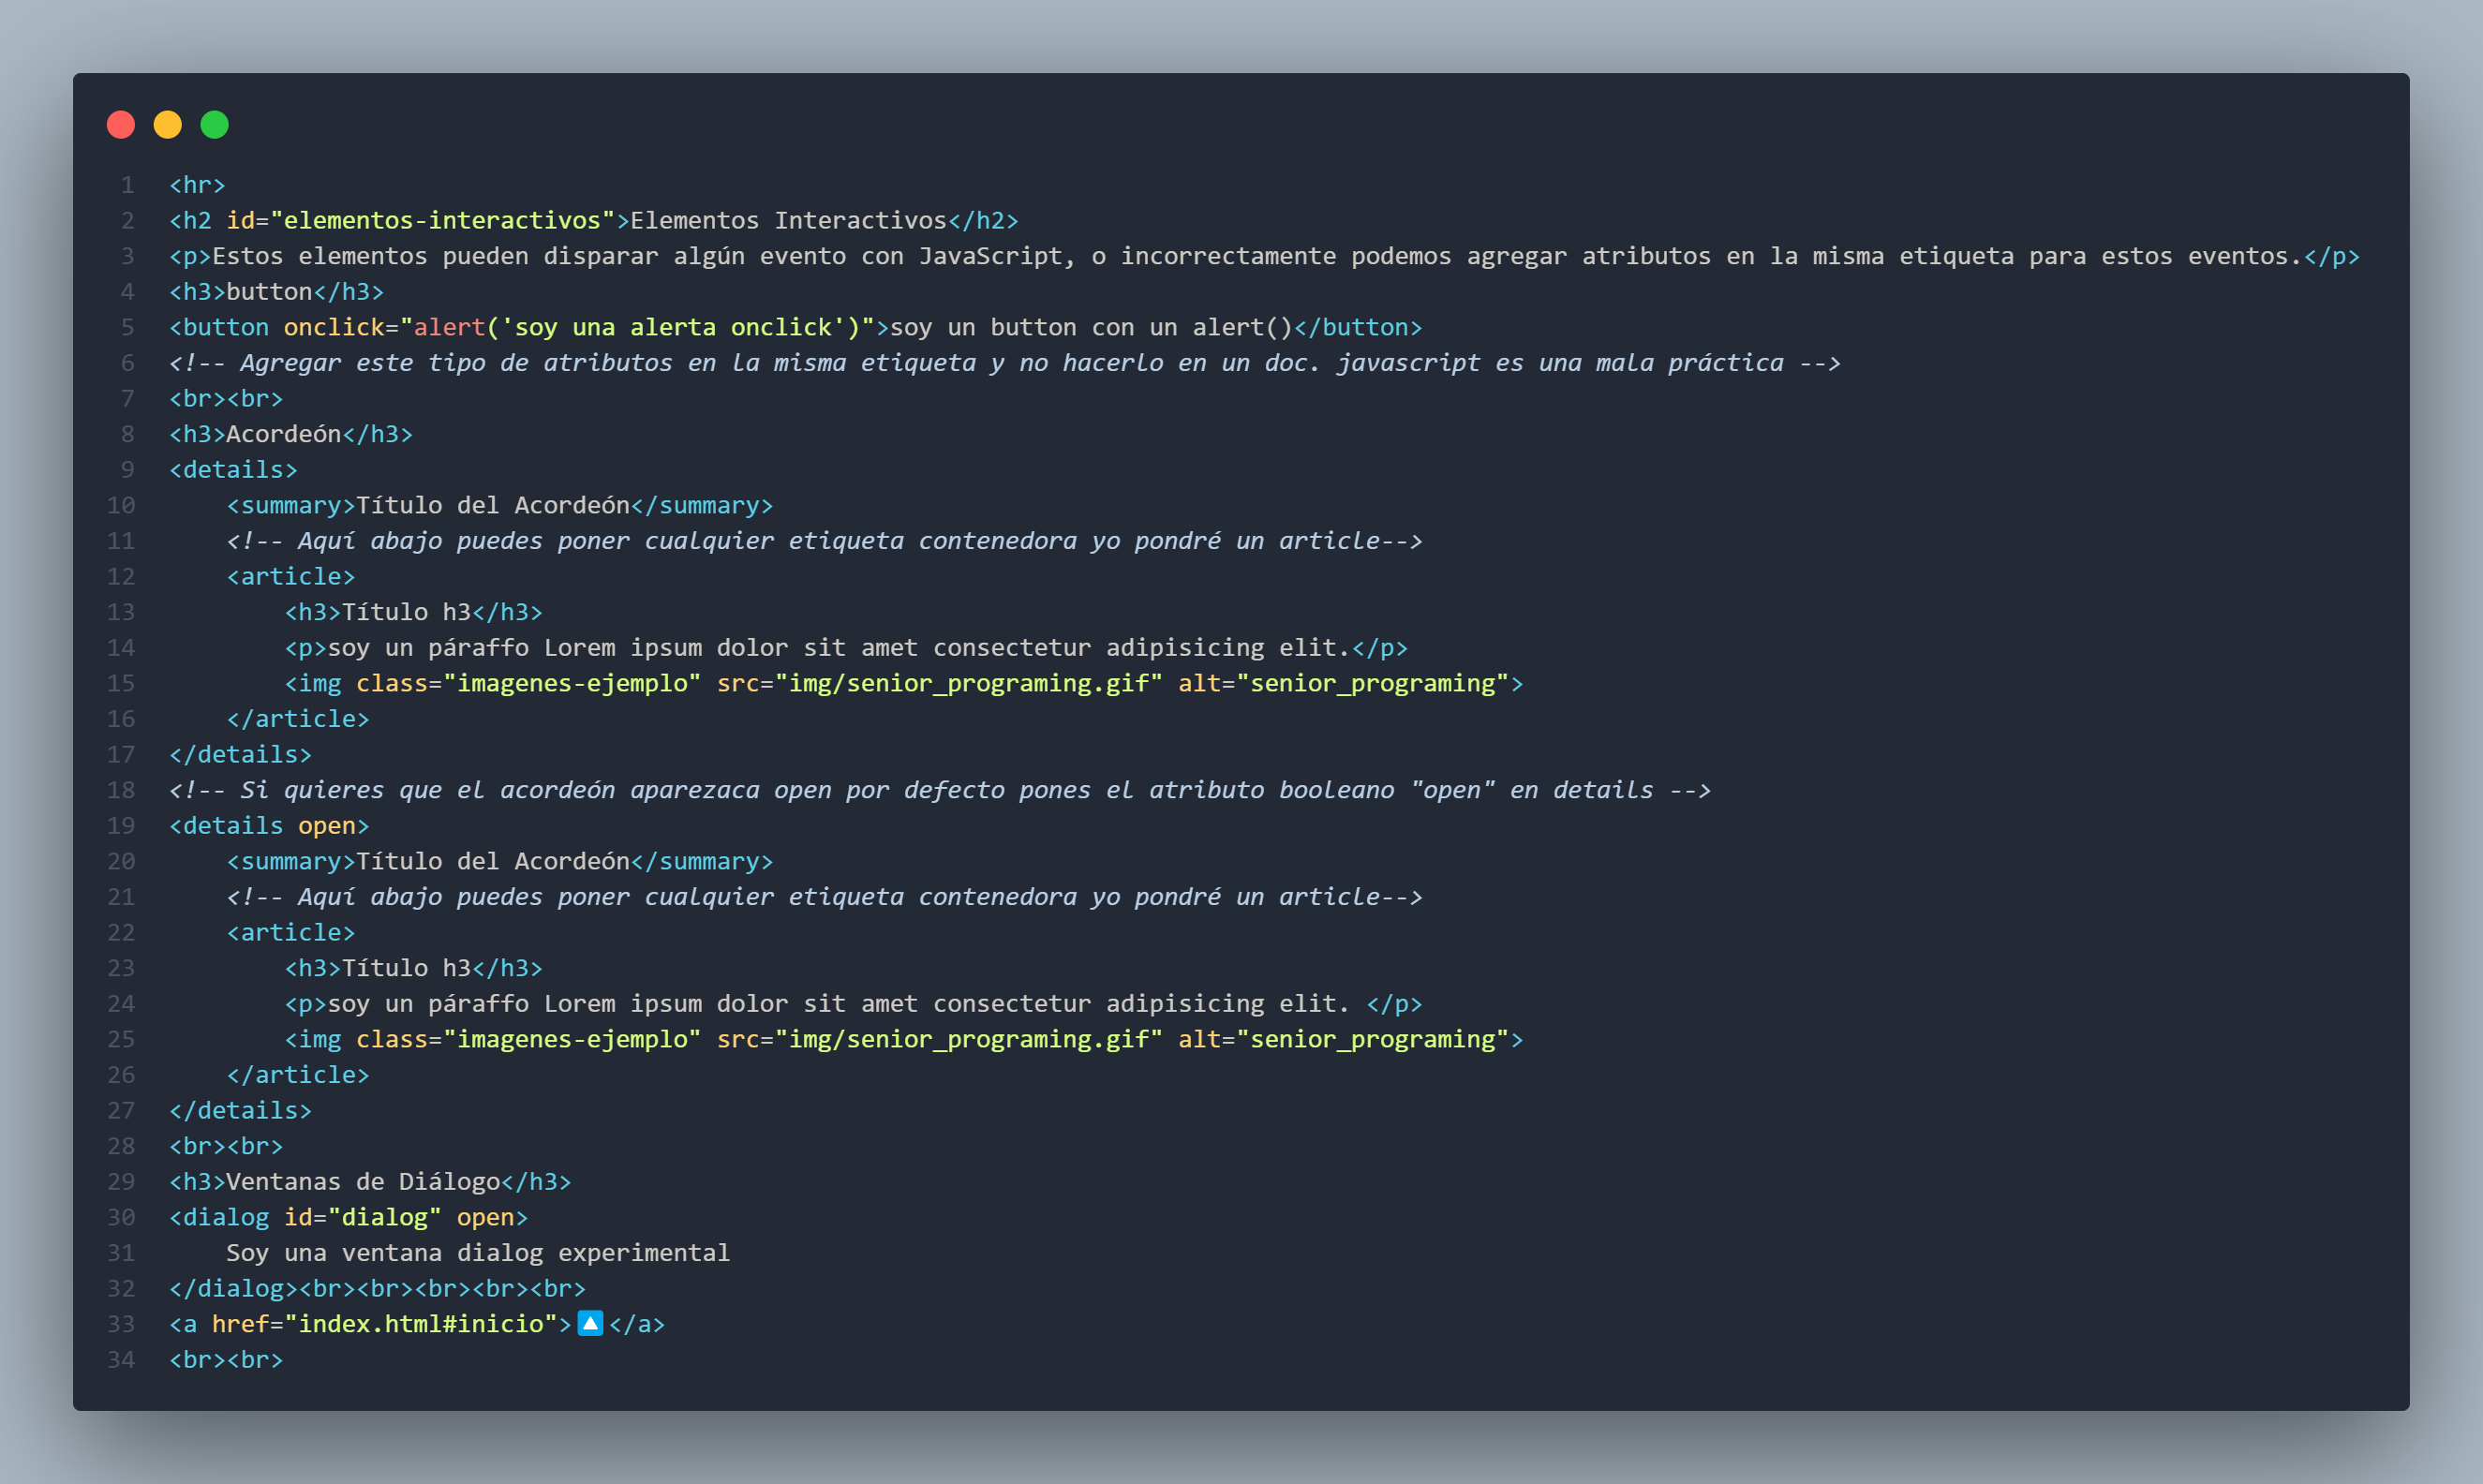 1 <hr>
2 <h2 id="elementos-interactivos">Elementos Interactivos</h2>
3 <p>Estos elementos pueden disparar algún evento con JavaScript, o incorrectamente podemos agregar atributos en la misma etiqueta para estos eventos.</p>
4 <h3>button</h3>
5 <button onclick="alert('soy una alerta onclick')">soy un button con un alert()</button>
6 <!-- Agregar este tipo de atributos en la misma etiqueta y no hacerlo en un doc. javascript es una mala práctica -->
7 <br><br>
8 <h3>Acordeón</h3>
9 <details>
10     <summary>Título del Acordeón</summary>
11     <!-- Aquí abajo puedes poner cualquier etiqueta contenedora yo pondré un article-->
12     <article>
13         <h3>Título h3</h3>
14         <p>soy un páraffo Lorem ipsum dolor sit amet consectetur adipisicing elit.</p>
15         <img class="imagenes-ejemplo" src="img/senior_programing.gif" alt="senior_programing">
16     </article>
17 </details>
18 <!-- Si quieres que el acordeón aparezaca open por defecto pones el atributo booleano "open" en details -->
19 <details open>
20     <summary>Título del Acordeón</summary>
21     <!-- Aquí abajo puedes poner cualquier etiqueta contenedora yo pondré un article-->
22     <article>
23         <h3>Título h3</h3>
24         <p>soy un páraffo Lorem ipsum dolor sit amet consectetur adipisicing elit. </p>
25         <img class="imagenes-ejemplo" src="img/senior_programing.gif" alt="senior_programing">
26     </article>
27 </details>
28 <br><br>
29 <h3>Ventanas de Diálogo</h3>
30 <dialog id="dialog" open>
31     Soy una ventana dialog experimental
32 </dialog><br><br><br><br><br>
33 <a href="index.html#inicio">🔼</a>
34 <br><br>